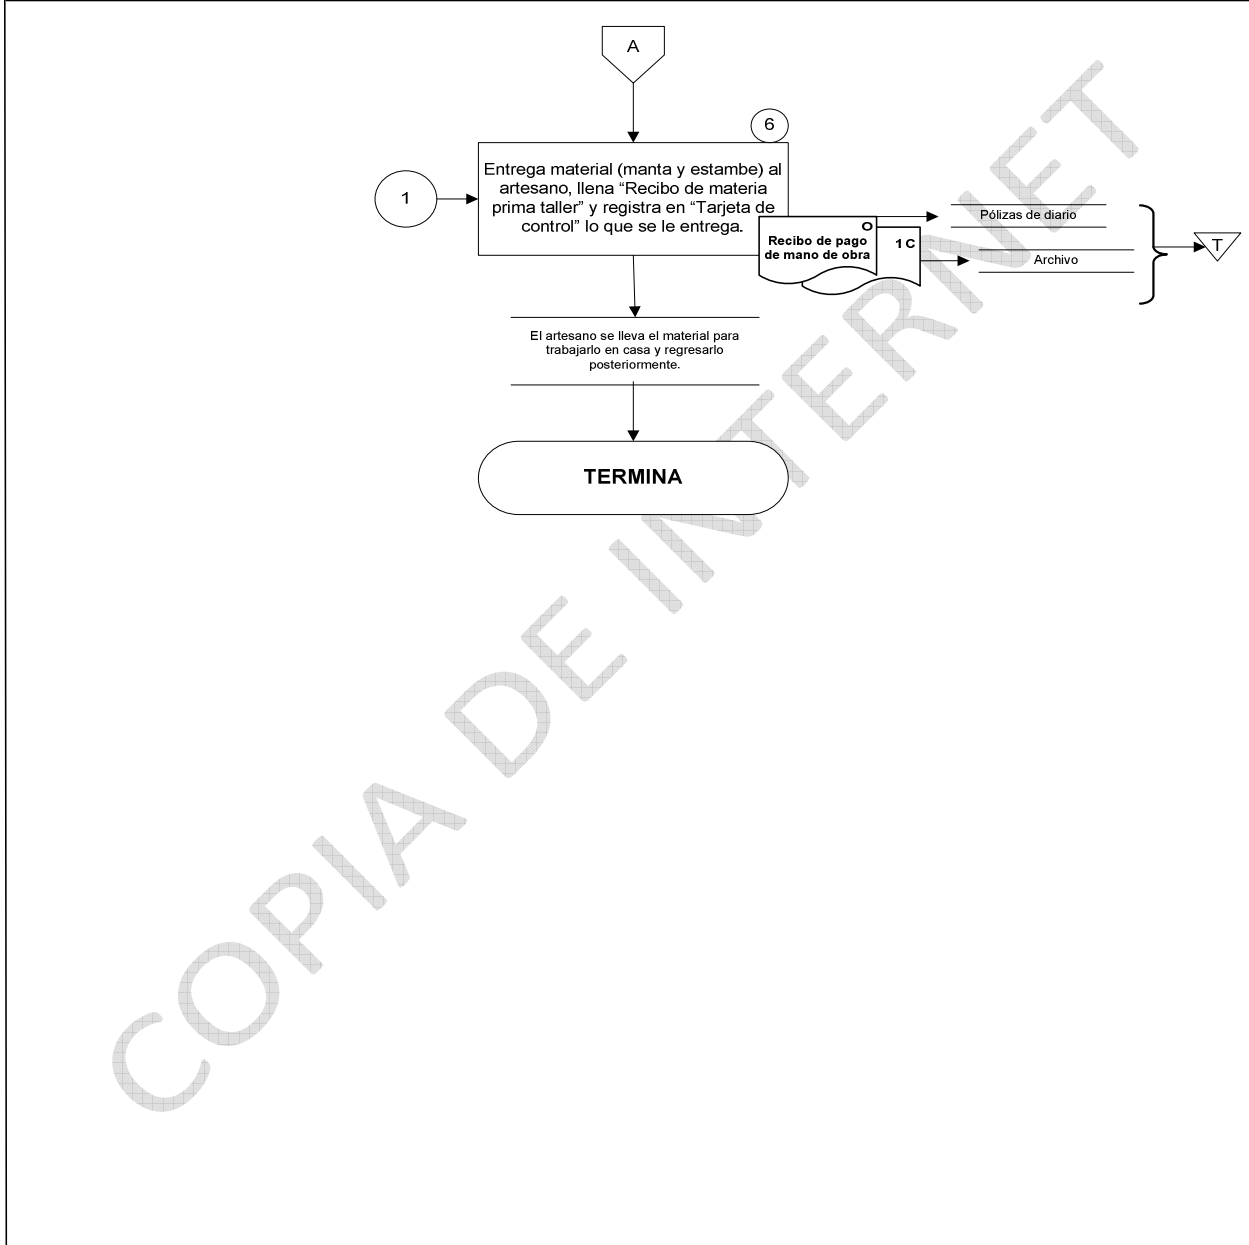 A
6
Entrega material (manta y estambe) al
artesano, llena “Recibo de materia
prima taller” y registra en “Tarjeta de
control” lo que se le entrega.
1
O
Recibo de pago
de mano de obra
1 C
Pólizas de diario
Archivo
T
El artesano se lleva el material para
trabajarlo en casa y regresarlo
posteriormente.
TERMINA
COPIA DE INTERNET